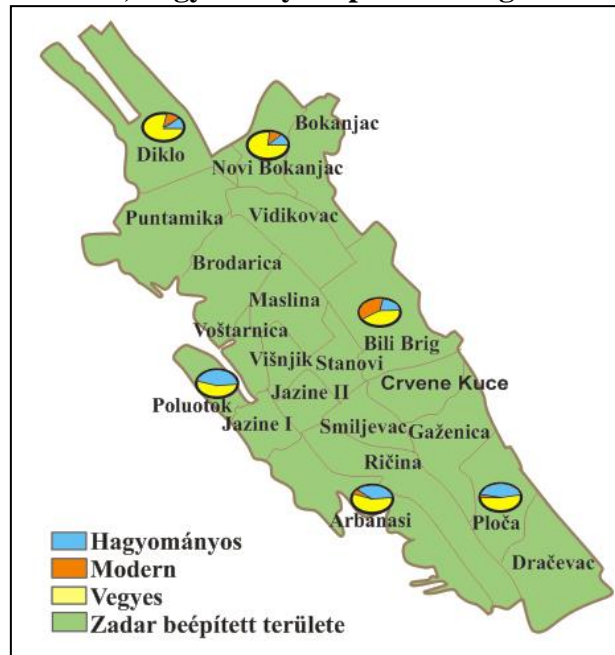 Bokanjac
Diklo
Novi Bokanjac
Puntamika
Vidikovac
Brodarica
Maslina
Voštarnica
Bili Brig
Višnjik
Stanovi
Crvene Kuce
Poluotok
Jazine II
Jazine I
Smiljevac
Gaženica
Ričina
Arbanasi
Ploča
Dračevac
Hagyományos
Modern
Vegyes
Zadar beépített területe